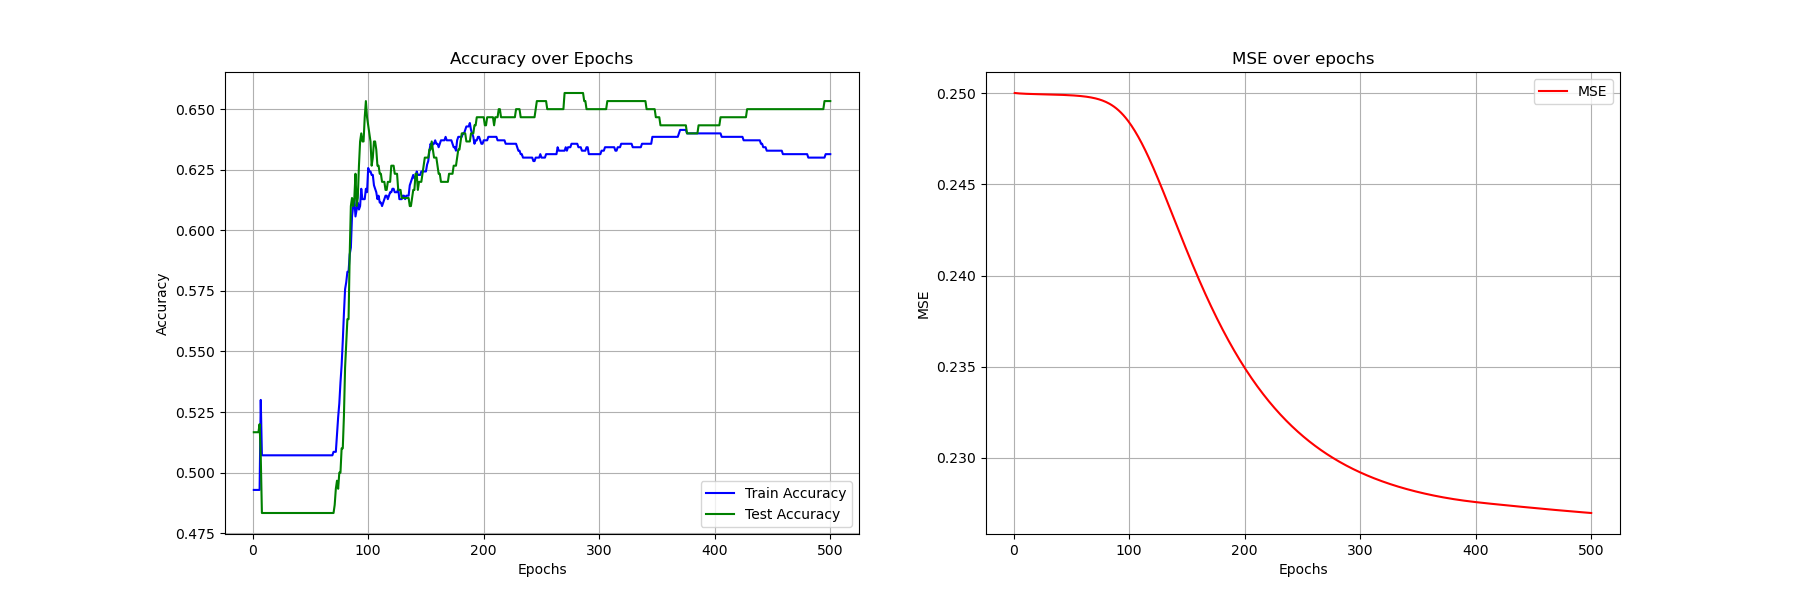 Accuracy over Epochs
0.650
0.625
0.600
0.575
0.550
0.525
0.500
0.475
Accuracy
0 100 200 300 400 500
Epochs
Train Accuracy
Test Accuracy
MSE over epochs
0.250
0.245
0.240
0.235
0.230
MSE
0 100 200 300 400 500
Epochs
MSE